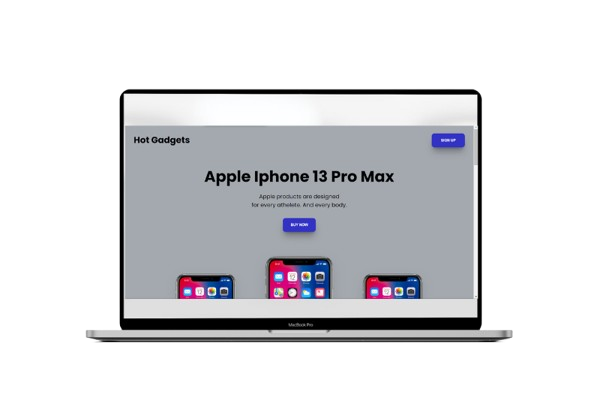 Hot Gadgets
SIGN UP
Apple Iphone 13 Pro Max
Apple products are designed
for every athelete. And every body.
BUY NOW
MacBook Pro